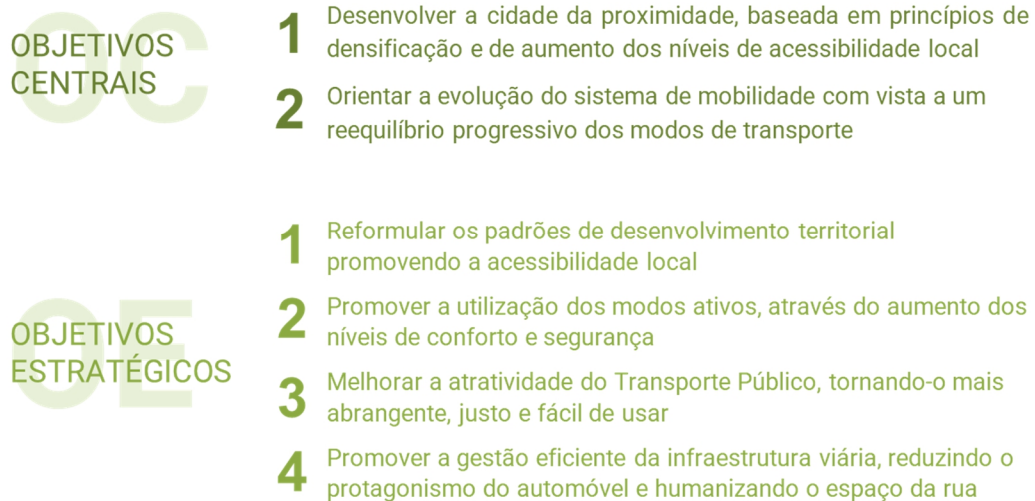 OC
OBJETIVOS
CENTRAIS
1
Desenvolver a cidade da proximidade, baseada em princípios de
densificação e de aumento dos níveis de acessibilidade local
2
Orientar a evolução do sistema de mobilidade com vista a um
reequilíbrio progressivo dos modos de transporte
OE
OBJETIVOS
ESTRATÉGICOS
1
Reformular os padrões de desenvolvimento territorial
promovendo a acessibilidade local
2
Promover a utilização dos modos ativos, através do aumento dos
níveis de conforto e segurança
3
Melhorar a atratividade do Transporte Público, tornando-o mais
abrangente, justo e fácil de usar
4
Promover a gestão eficiente da infraestrutura viária, reduzindo o
protagonismo do automóvel e humanizando o espaço da rua